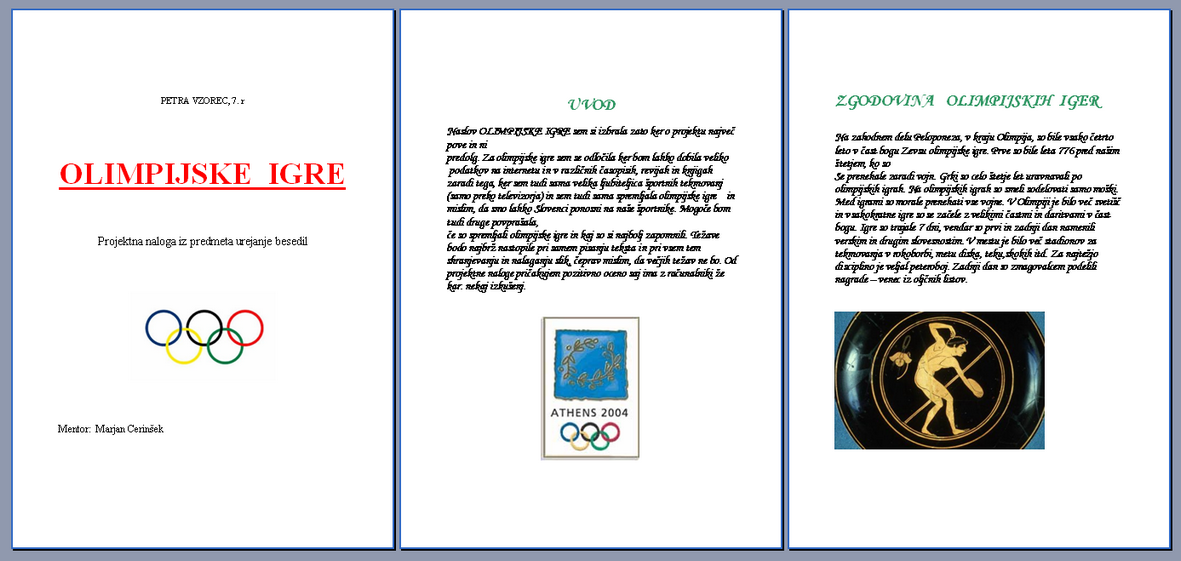 PETRA VZOREC, 7. r
OLIMPIJSKE IGRE
Projektna naloga iz predmeta urejanje besedil
Mentor: Marjan Cerinšek
UVOD
Naslov OLIMPIJSKE IGRE sem si izbrala zato ker o projektu največ
pove in ni
predolg. Za olimpijske igre sem se odločila ker bom lahko dobila veliko
podatkov na internetu in v različnih časopisih, revijah in knjigah
zaradi tega, ker sem tudi sama velika ljubiteljica športnih tekmovanj
(samo preko televizorja) in sem tudi sama spremljala olimpijske igre in
mislim, da smo lahko Slovenci ponosni na naše športnike. Mogoče bom
tudi druge povprašala,
če so spremljali olimpijske igre in kaj so si najbolj zapomnili. Težave
bodo najbrž nastopile pri samem pisanju teksta in pri vsem tem
shranjevanju in nalaganju slik, čeprav mislim, da večjih težav ne bo. Od
projektne naloge pričakujem pozitivno oceno saj ima z računalniki že
kar. nekaj izkušenj.
ATHENS 2004
ZGODOVINA OLIMPIJSKIH IGER
Na zahodnem delu Peloponeza, v kraju Olimpija, so bile vsako četrto
leto v čast bogu Zevsu olimpijske igre. Prve so bile leta 776 pred našim
štetjem, ko so
Se prenehale zaradi vojn. Grki so celo štetje let uravnavali po
olimpijskih igrah. Na olimpijskih igrah so smeli sodelovati samo moški.
Med igrami so morale prenehati vse vojne. V Olimpiji je bilo več svetišč
in vsakokratne igre so se začele z velikimi častmi in daritvami v čast
bogu. Igre so trajale 7 dni, vendar so prvi in zadnji dan namenili
verskim in drugim slovesnostim. V mestu je bilo več stadionov za
tekmovanja v rokoborbi, metu diska, teku, skokih itd. Za najtežjo
disciplino je veljal peteroboj. Zadnji dan so zmagovalcem podelili
nagrade – venec iz oljčnih listov.